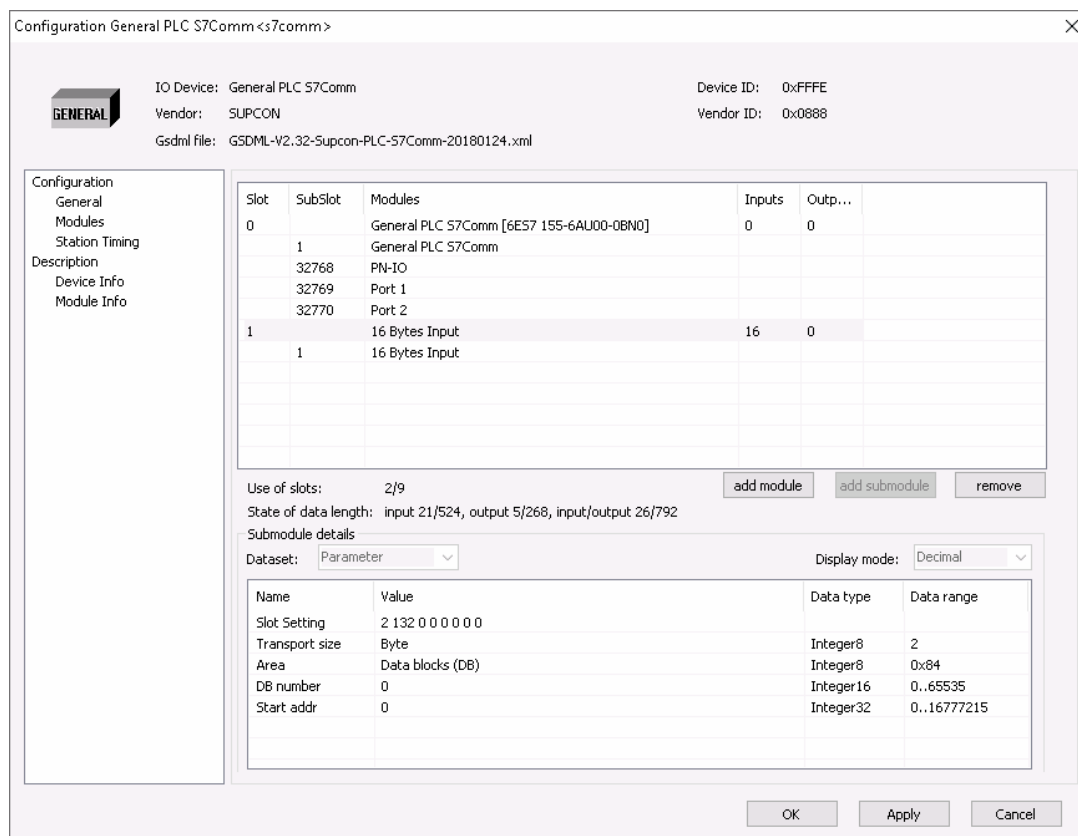 Configuration General PLC S7Comm<s7comm>
GENERAL
IO Device: General PLC S7Comm Device ID: 0xFFFE
Vendor: SUPCON Vendor ID: 0x0888
Gsdml file: GSDML-V2.32-Supcon-PLC-S7Comm-20180124.xml
Configuration
General
Modules
Station Timing
Description
Device Info
Module Info
Slot SubSlot Modules Inputs Outp...
0 General PLC S7Comm [6ES7 155-6AU00-0BN0] 0 0
1 General PLC S7Comm
32768 PN-IO
32769 Port 1
32770 Port 2
1 16 Bytes Input 16 0
1 16 Bytes Input
Use of slots: 2/9 add module add submodule remove
State of data length: input 21/524, output 5/268, input/output 26/792
Submodule details
Dataset: Parameter Display mode: Decimal
Name Value Data type Data range
Slot Setting 2 132 0 0 0 0 0 0
Transport size Byte Integer8 2
Area Data blocks (DB) Integer8 0x84
DB number 0 Integer16 0..65535
Start addr 0 Integer32 0..16777215
OK Apply Cancel